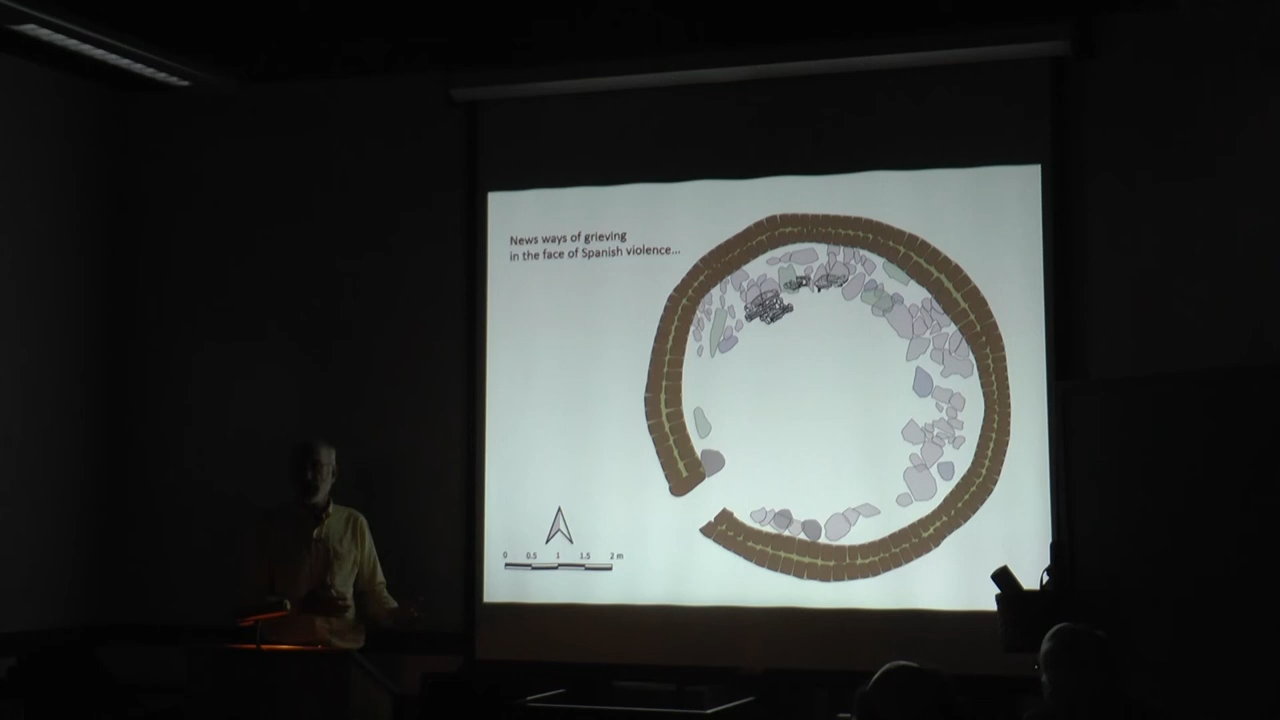 News ways of grieving
in the face of Spanish violence...
0 0.5 1 1.5 2 m